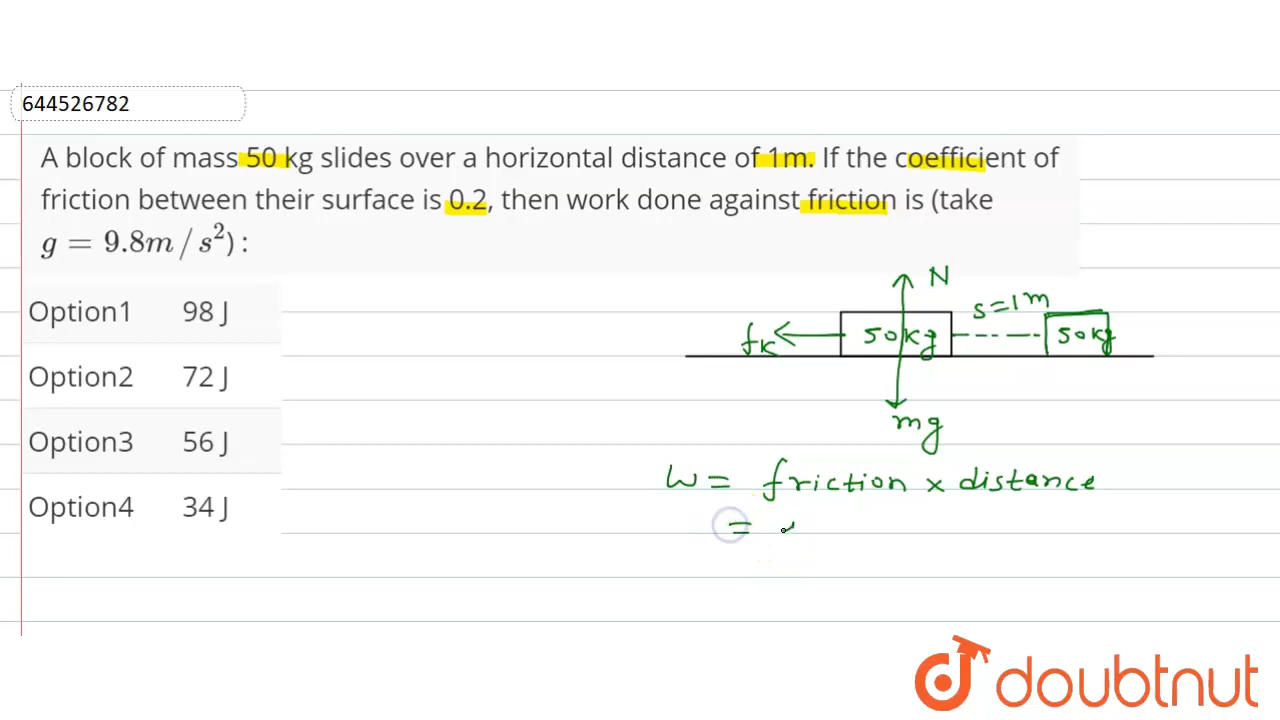 644526782
A block of mass 50 kg slides over a horizontal distance of 1m. If the coefficient of
friction between their surface is 0.2, then work done against friction is (take
g = 9.8m / s²) :
N
s=1m
Option1 98 J
fk
50kg
50kg
Option2 72 J
mg
Option3 56 J
W = friction x distance
Option4 34 J
=
doubtnut